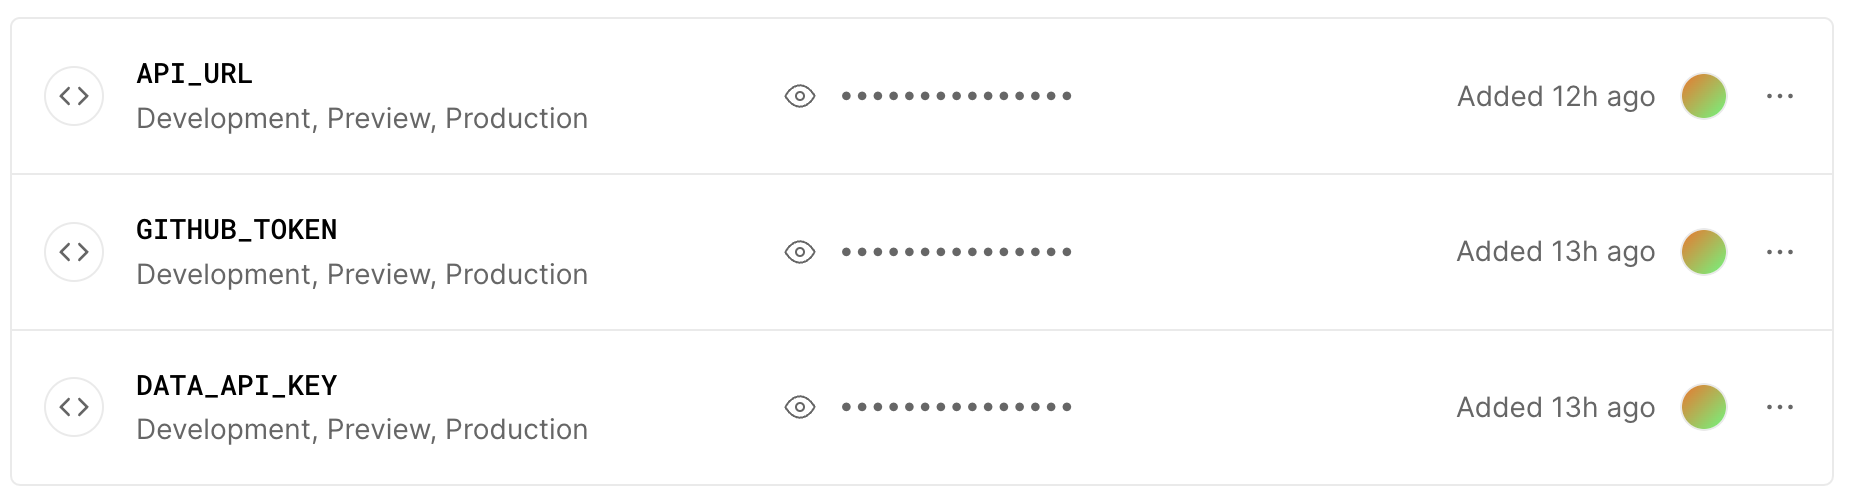 API_URL
Development, Preview, Production
•••••••••••••••
Added 12h ago
GITHUB_TOKEN
Development, Preview, Production
•••••••••••••••
Added 13h ago
DATA_API_KEY
Development, Preview, Production
•••••••••••••••
Added 13h ago